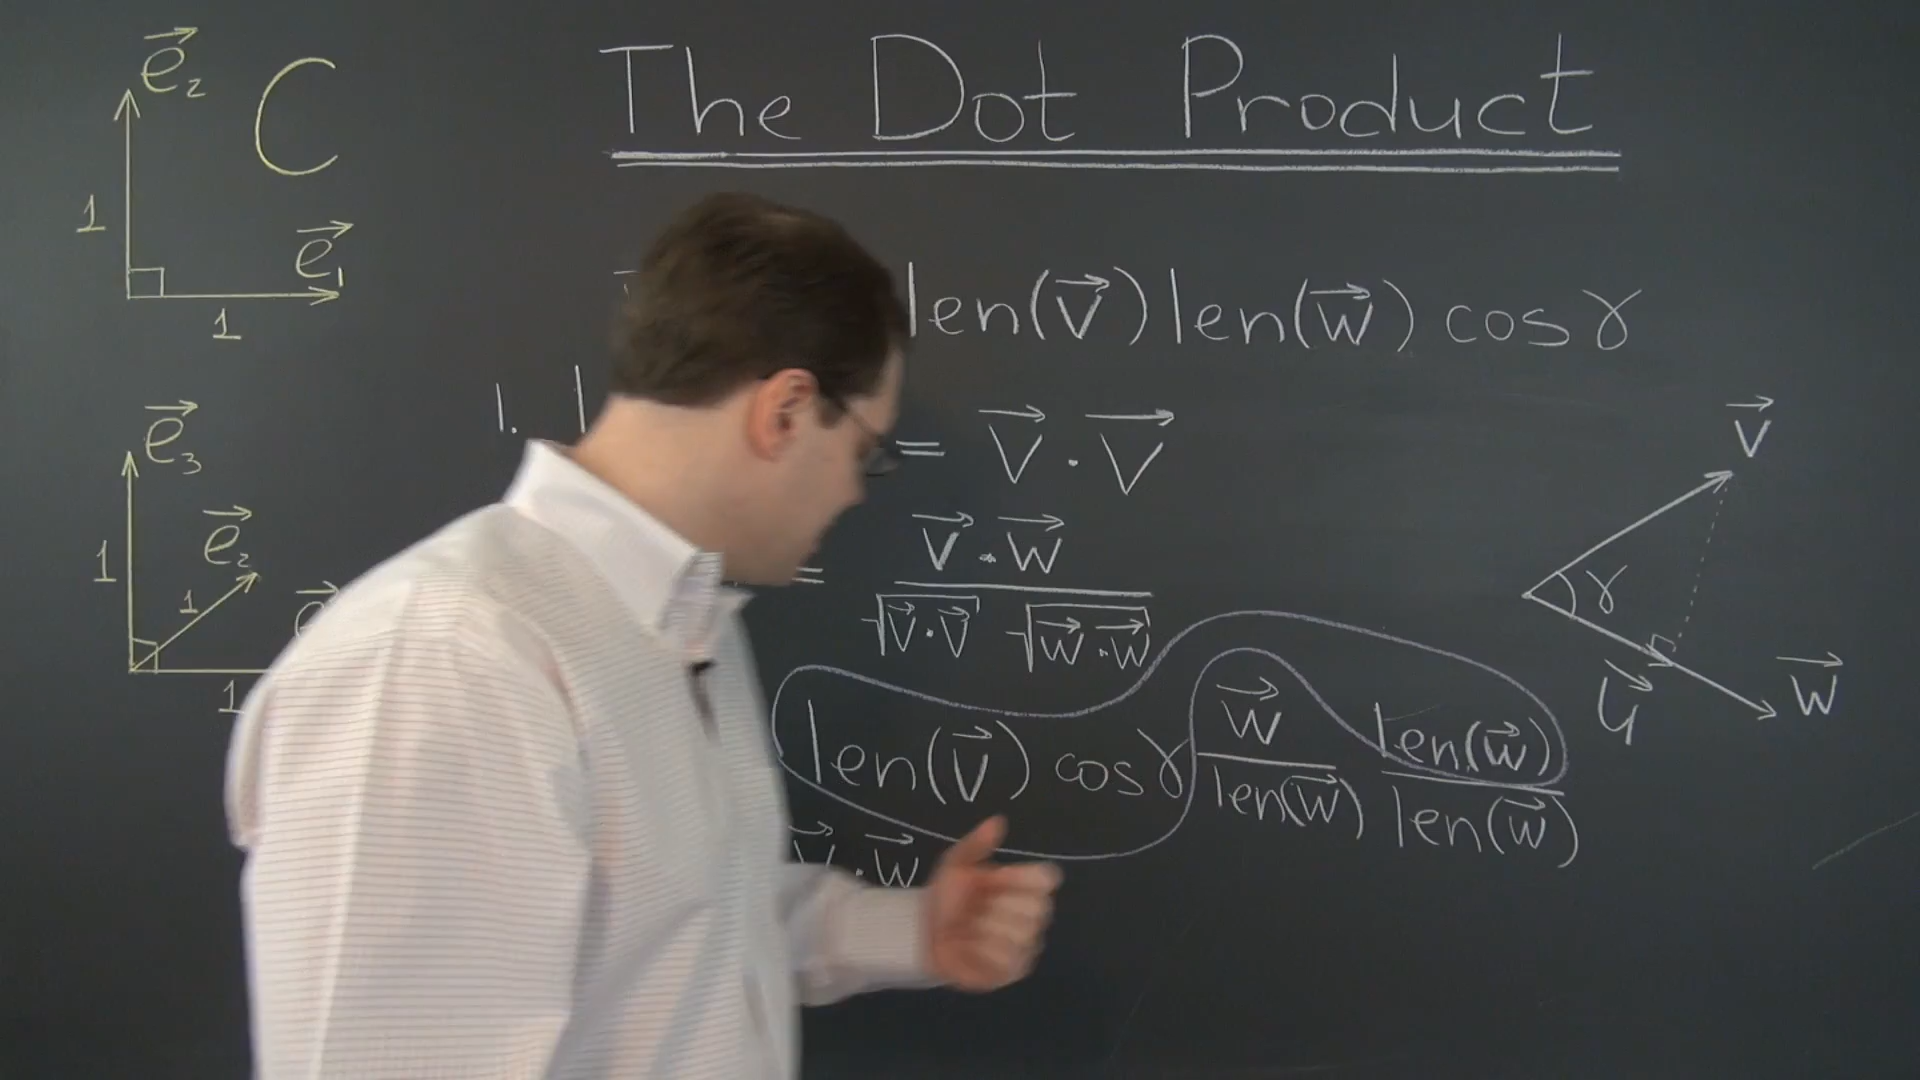 The Dot Product
len(v⃗) len(w⃗) cos γ
1.
= v⃗ · v⃗
= v⃗ · w⃗
√v⃗·v⃗ √w⃗·w⃗
len(v⃗) cos γ w⃗ len(w⃗)
len(w⃗) len(w⃗)
· w⃗
e⃗₂
C
1
e⃗₁
1
e⃗₃
e⃗₂
1
1
1
v⃗
γ
u⃗
w⃗